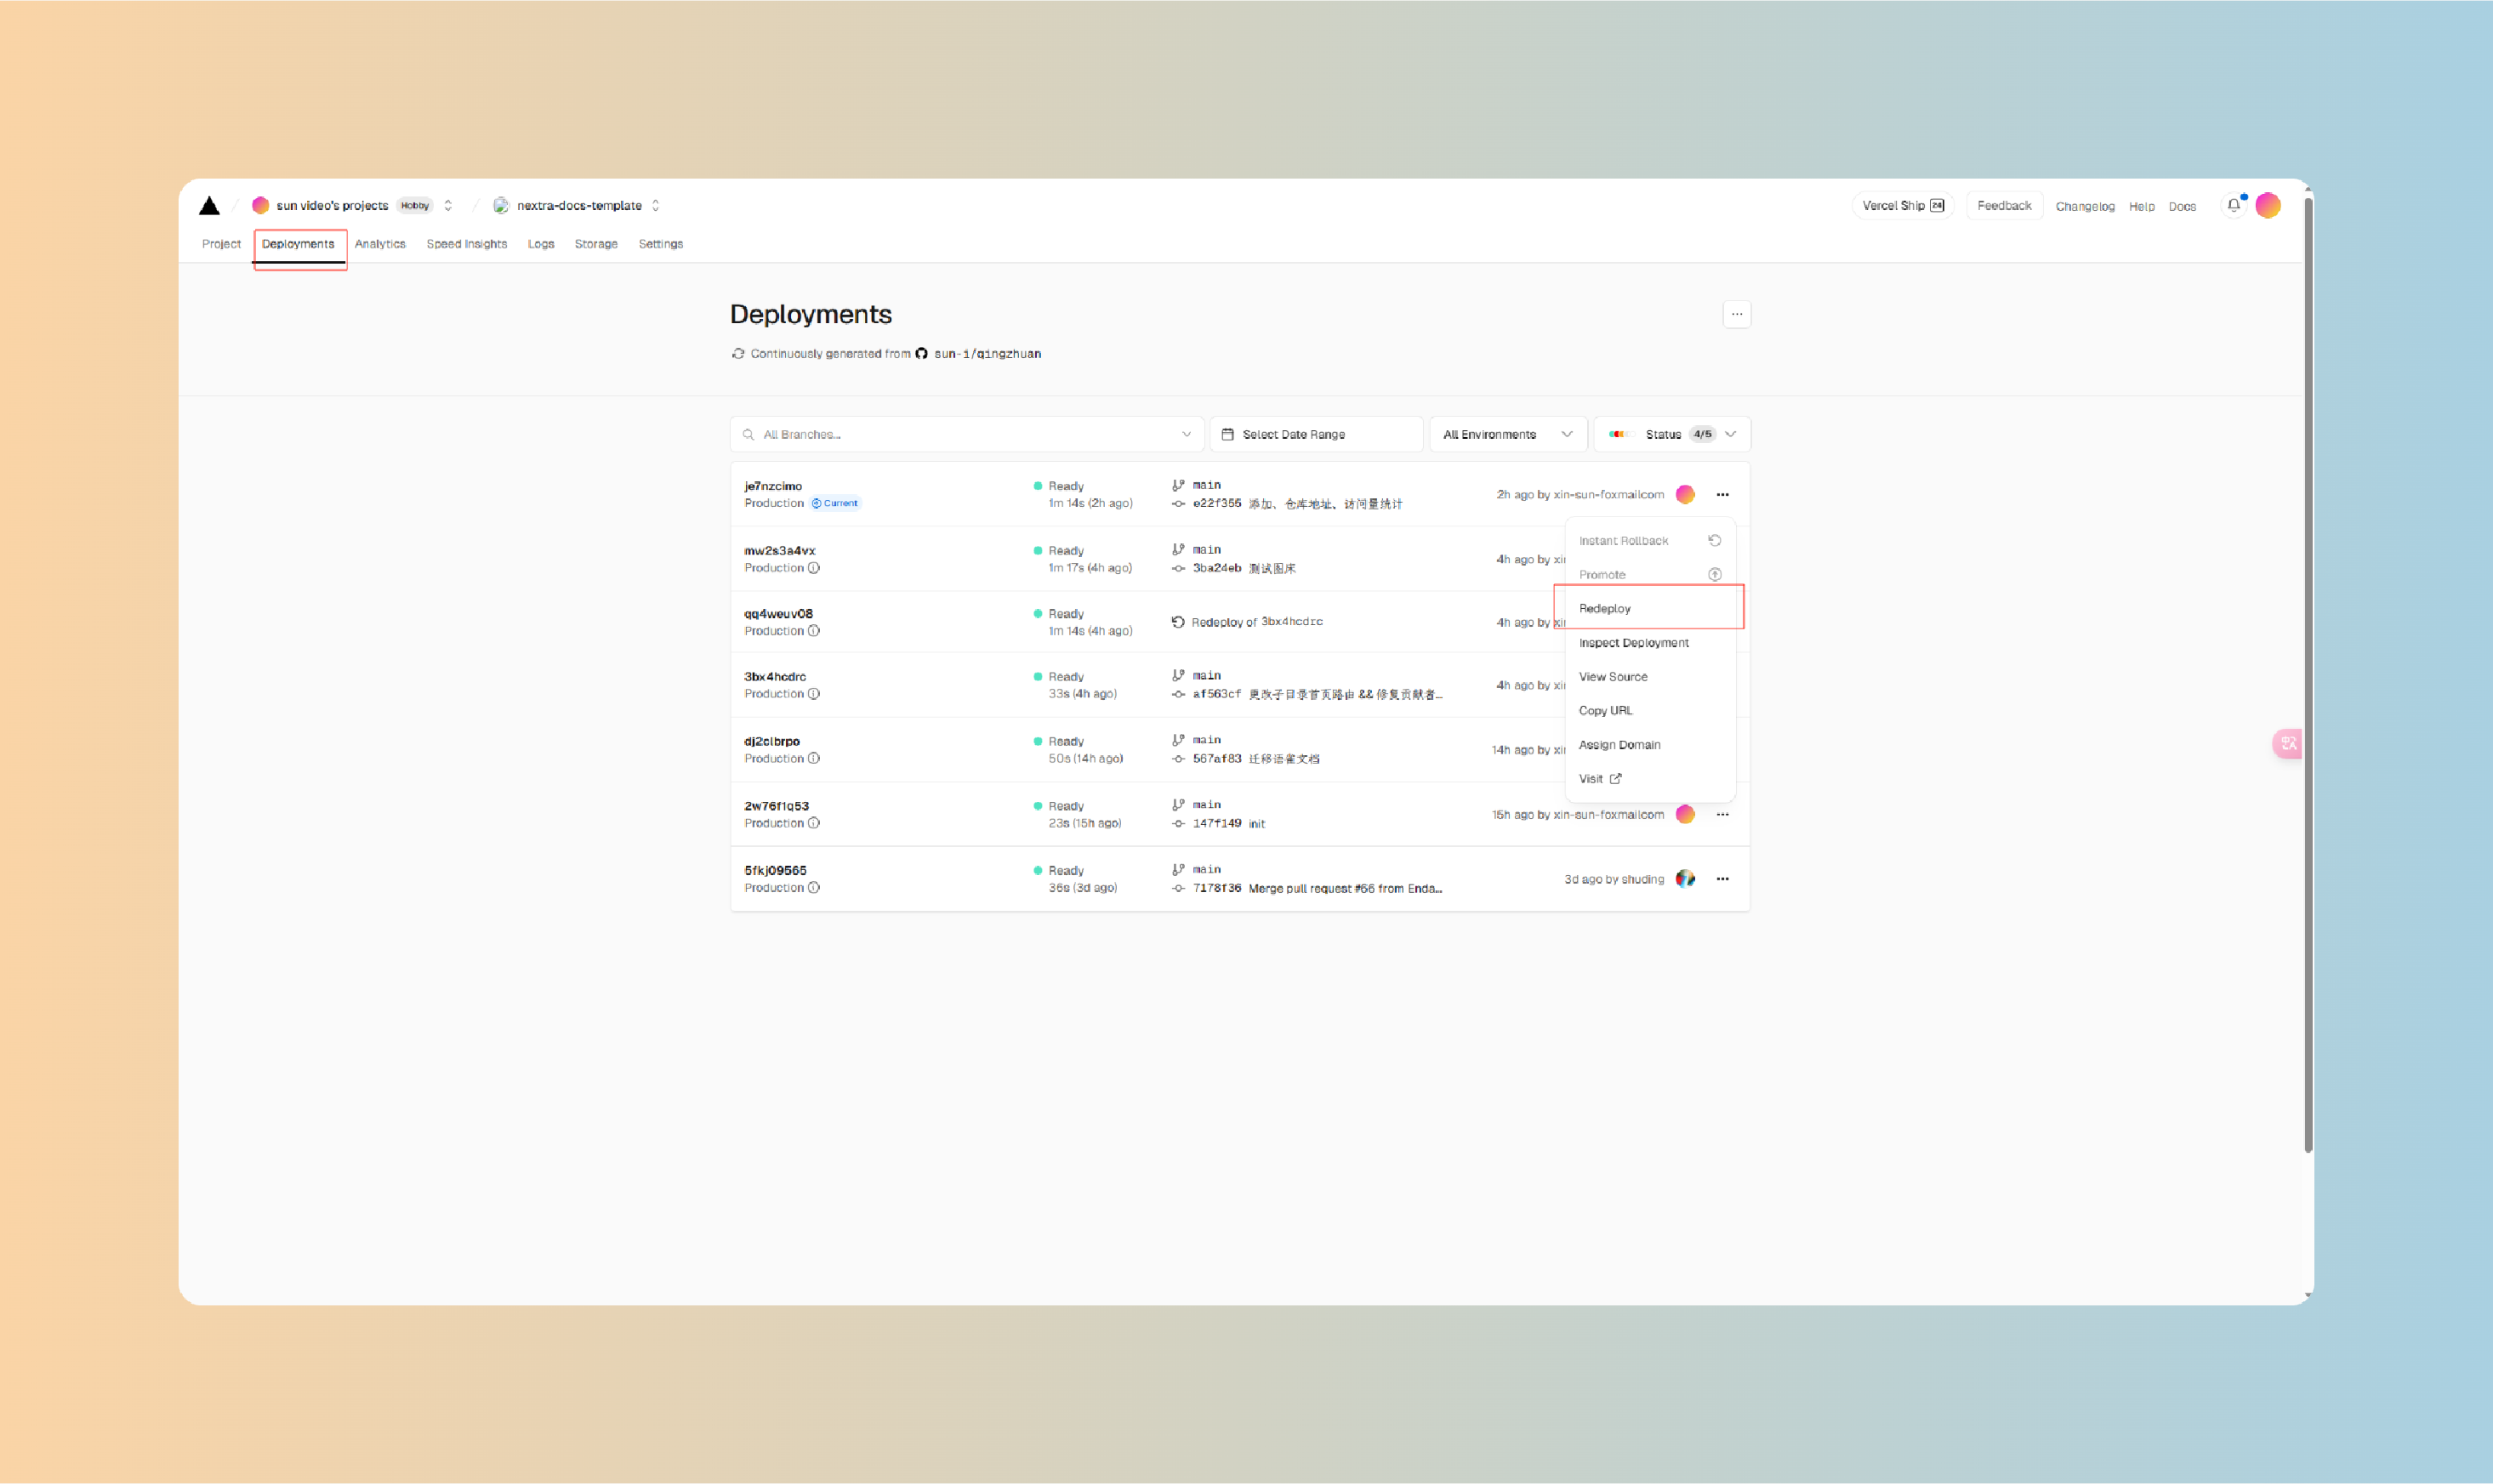 sun video's projects Hobby nextra-docs-template Vercel Ship 24 Feedback Changelog Help Docs
Project Deployments Analytics Speed Insights Logs Storage Settings
Deployments
Continuously generated from sun-i/qingzhuan
All Branches... Select Date Range All Environments Status 4/5
je7nzcimo Ready main 2h ago by xin-sun-foxmailcom
Production Current 1m 14s (2h ago) e22f355 添加、仓库地址、访问量统计
Instant Rollback
mw2s3a4vx Ready main 4h ago by xin
Production 1m 17s (4h ago) 3ba24eb 测试图床
Promote
Redeploy
qq4weuv08 Ready Redeploy of 3bx4hcdrc 4h ago by xin
Production 1m 14s (4h ago)
Inspect Deployment
View Source
3bx4hcdrc Ready main 4h ago by xin
Production 33s (4h ago) af563cf 更改子目录首页路由 && 修复贡献者...
Copy URL
Assign Domain
dj2clbrpo Ready main 14h ago by xin
Production 50s (14h ago) 567af83 迁移语雀文档
Visit
2w76f1q53 Ready main 15h ago by xin-sun-foxmailcom
Production 23s (15h ago) 147f149 init
5fkj09565 Ready main 3d ago by shuding
Production 36s (3d ago) 7178f36 Merge pull request #66 from Enda...